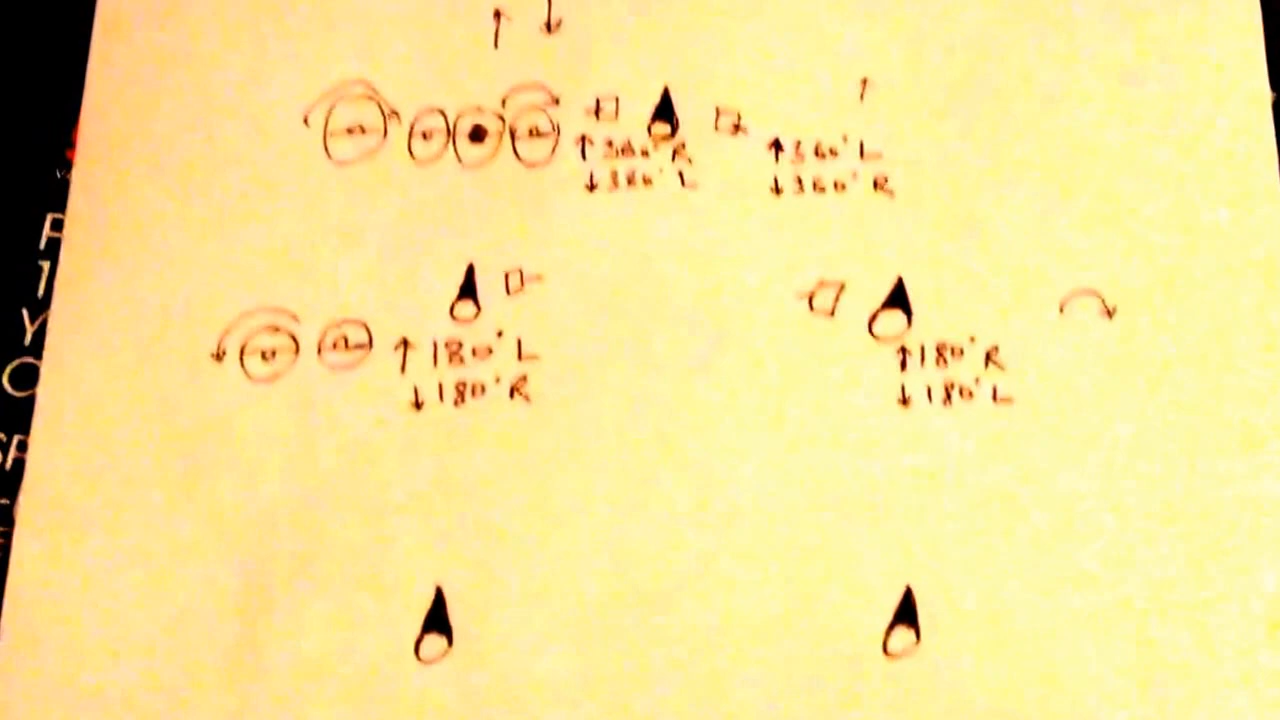 ↑ ↓
↑360° R
↓360° L
↑360° L
↓360° R
↑180° L
↓180° R
↑180° R
↓180° L
P
Y
O